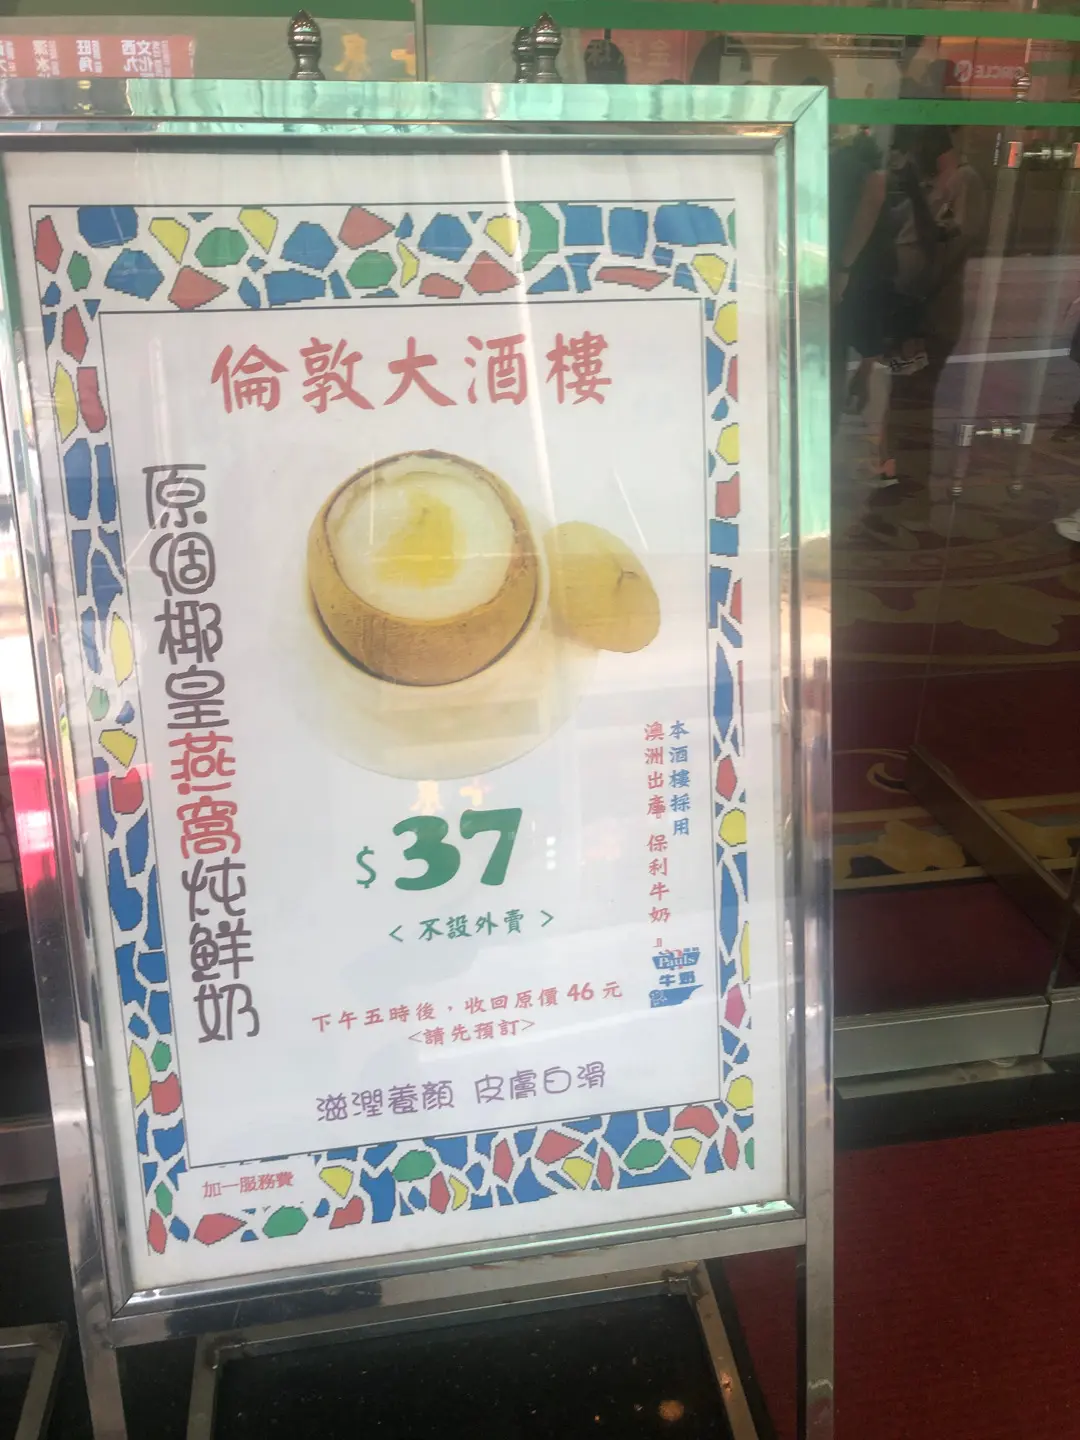 倫敦大酒樓
原個椰皇燕窩炖鮮奶
$37
< 不設外賣 >
本酒樓採用
澳洲出產 保利牛奶 』
Pauls
牛奶
下午五時後，收回原價 46 元
<請先預訂>
滋潤養顏 皮膚白滑
加一服務費